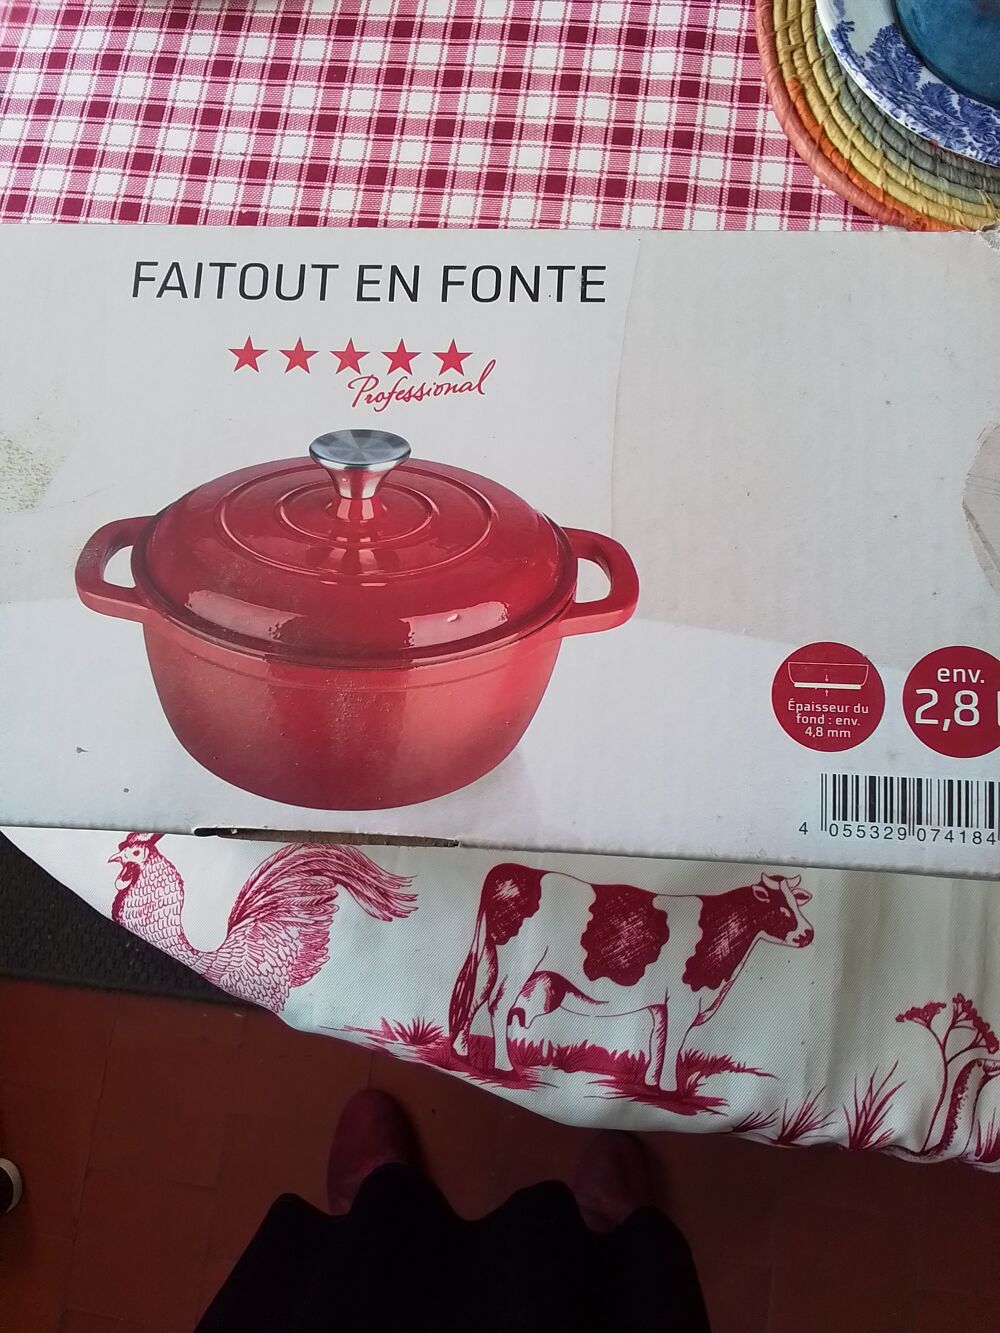 FAITOUT EN FONTE
Professional
Épaisseur du
fond : env.
4,8 mm
env.
2,8 l
4 055329 074184